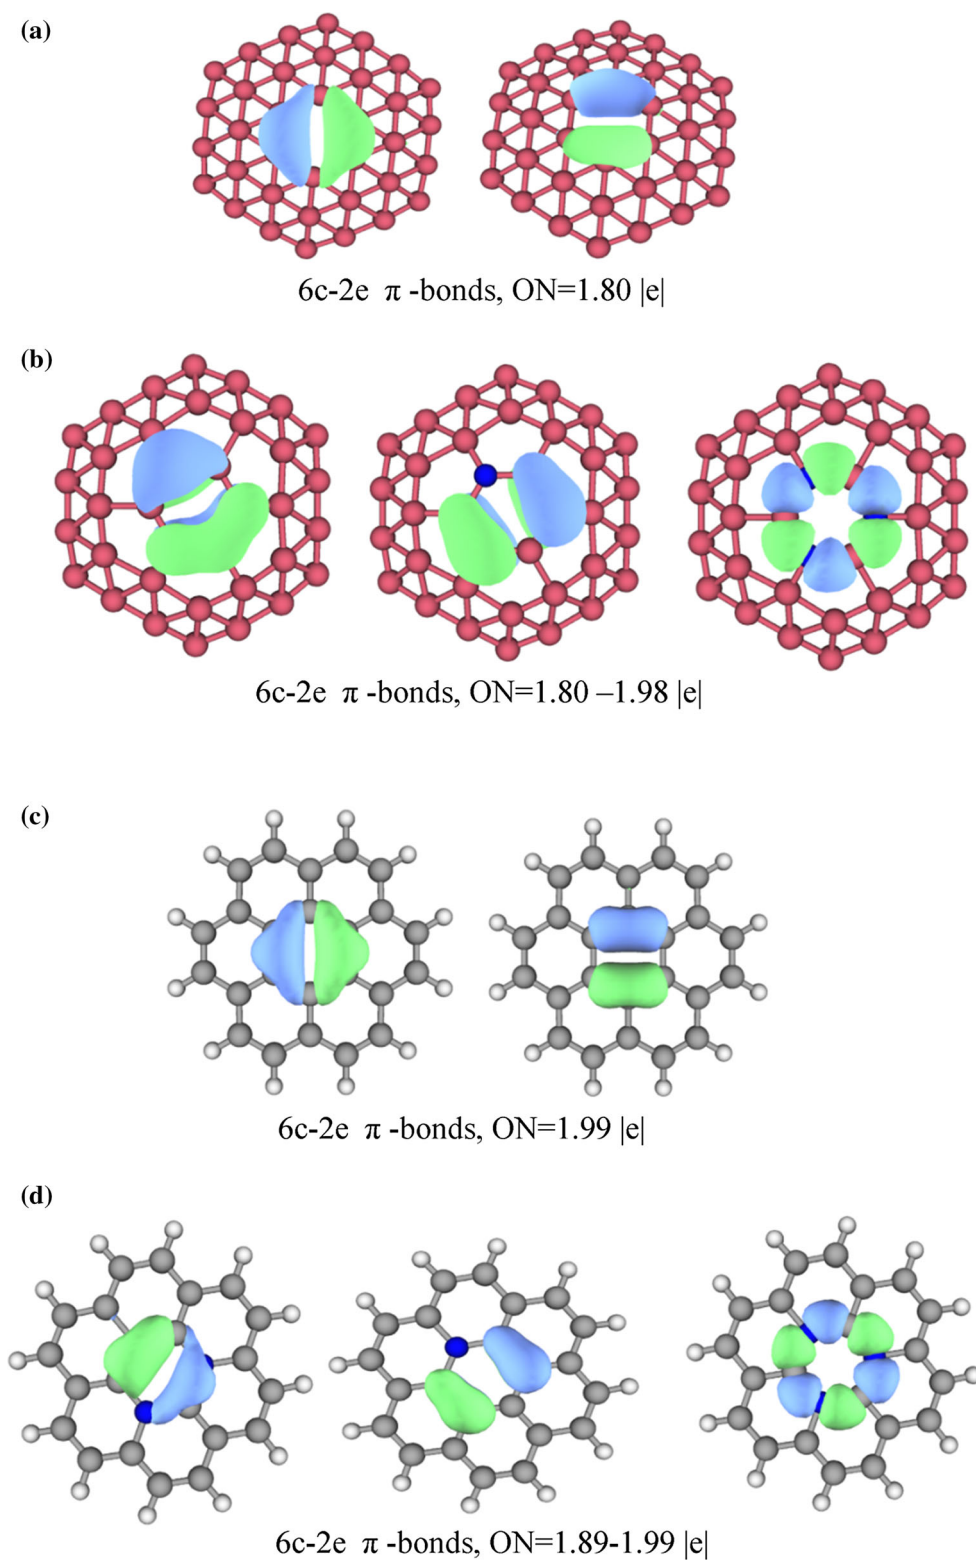 (a)
6c-2e π -bonds, ON=1.80 |e|
(b)
6c-2e π -bonds, ON=1.80 –1.98 |e|
(c)
6c-2e π -bonds, ON=1.99 |e|
(d)
6c-2e π -bonds, ON=1.89-1.99 |e|